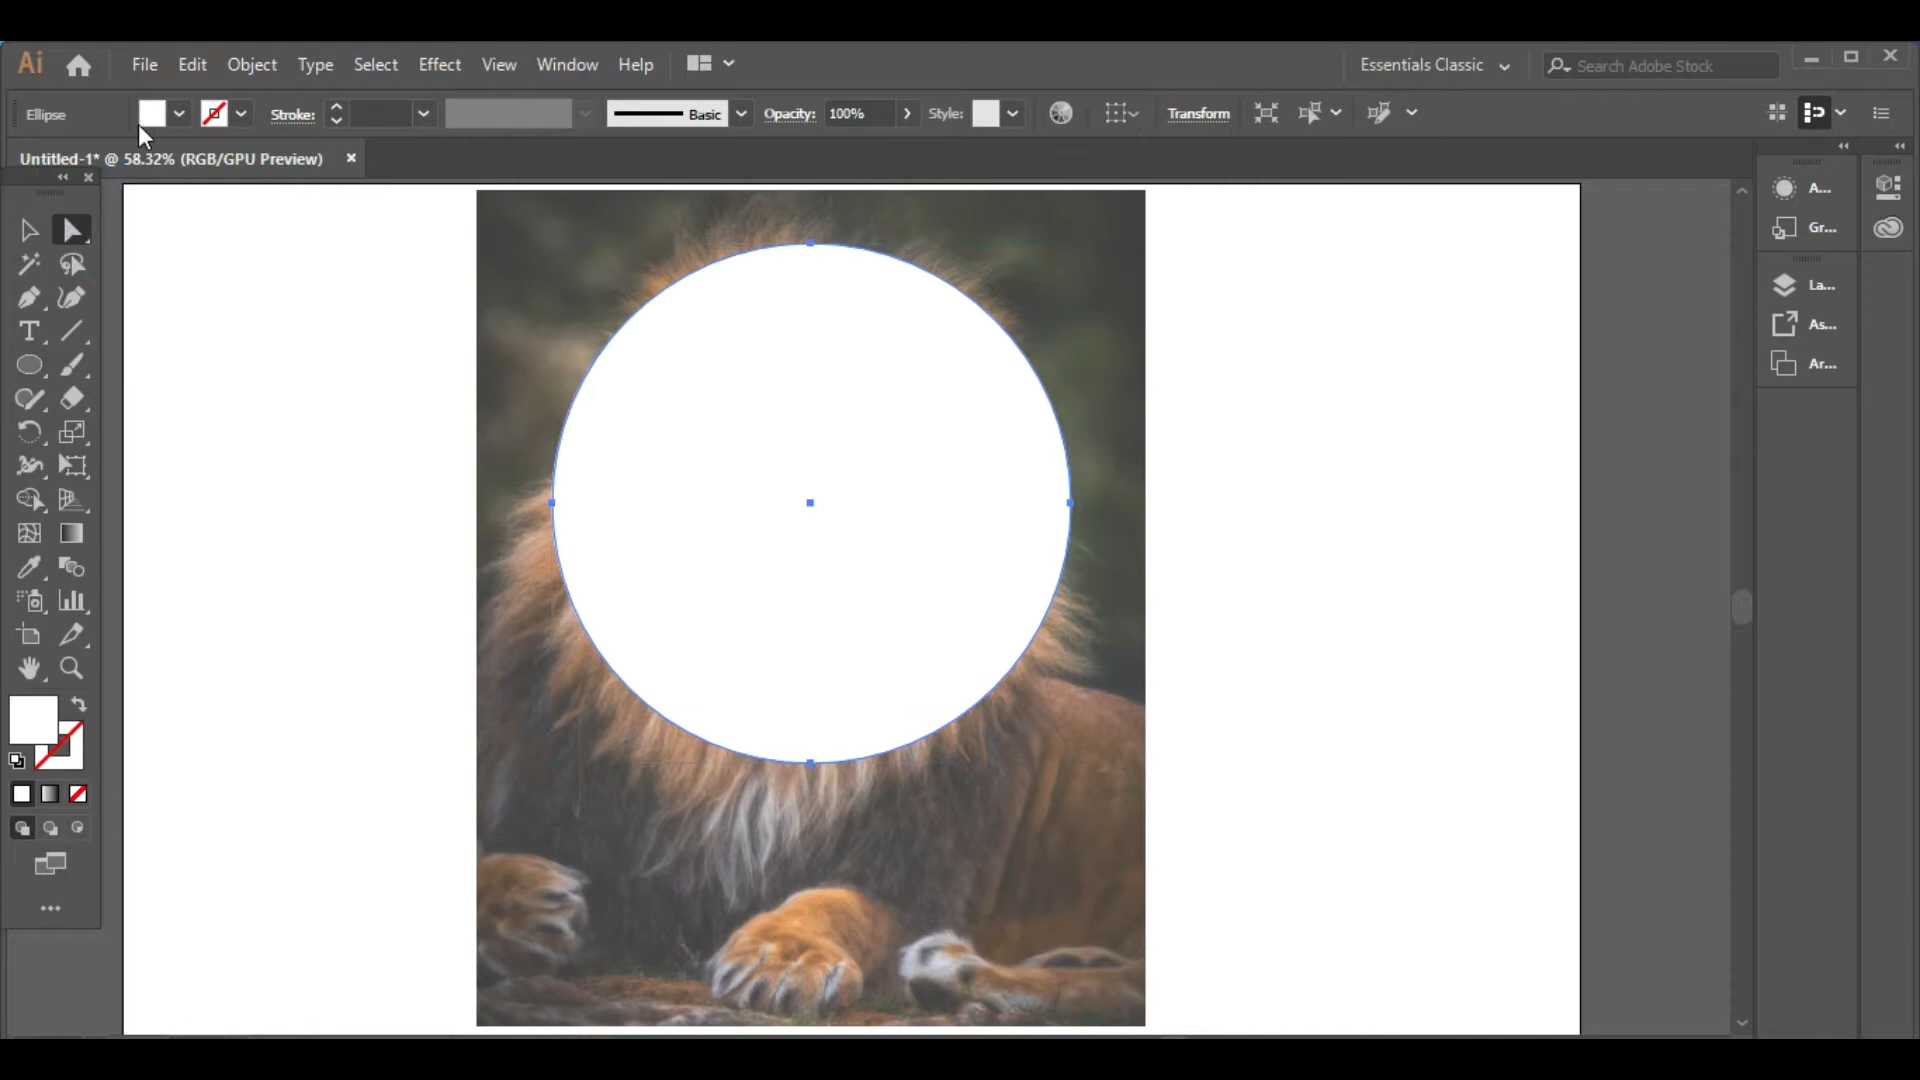 Ai File Edit Object Type Select Effect View Window Help Essentials Classic Search Adobe Stock
Ellipse Stroke: Basic Opacity: 100% Style: Transform
Untitled-1* @ 58.32% (RGB/GPU Preview)
A...
Gr...
La...
As...
Ar...
T